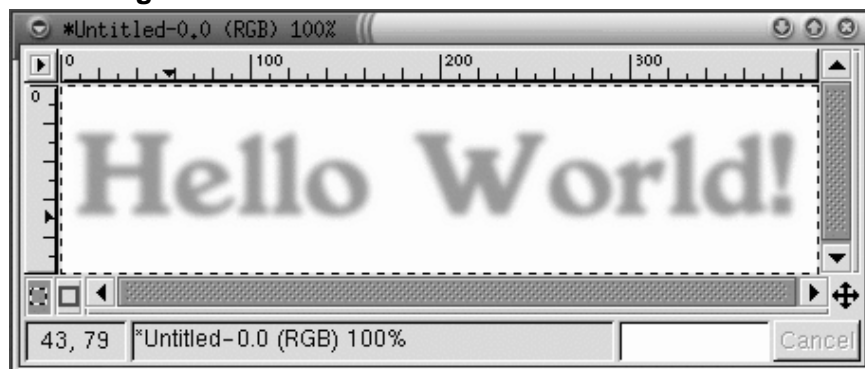 *Untitled-0.0 (RGB) 100%
0 100 200 300
0
Hello World!
43, 79 *Untitled-0.0 (RGB) 100% Cancel